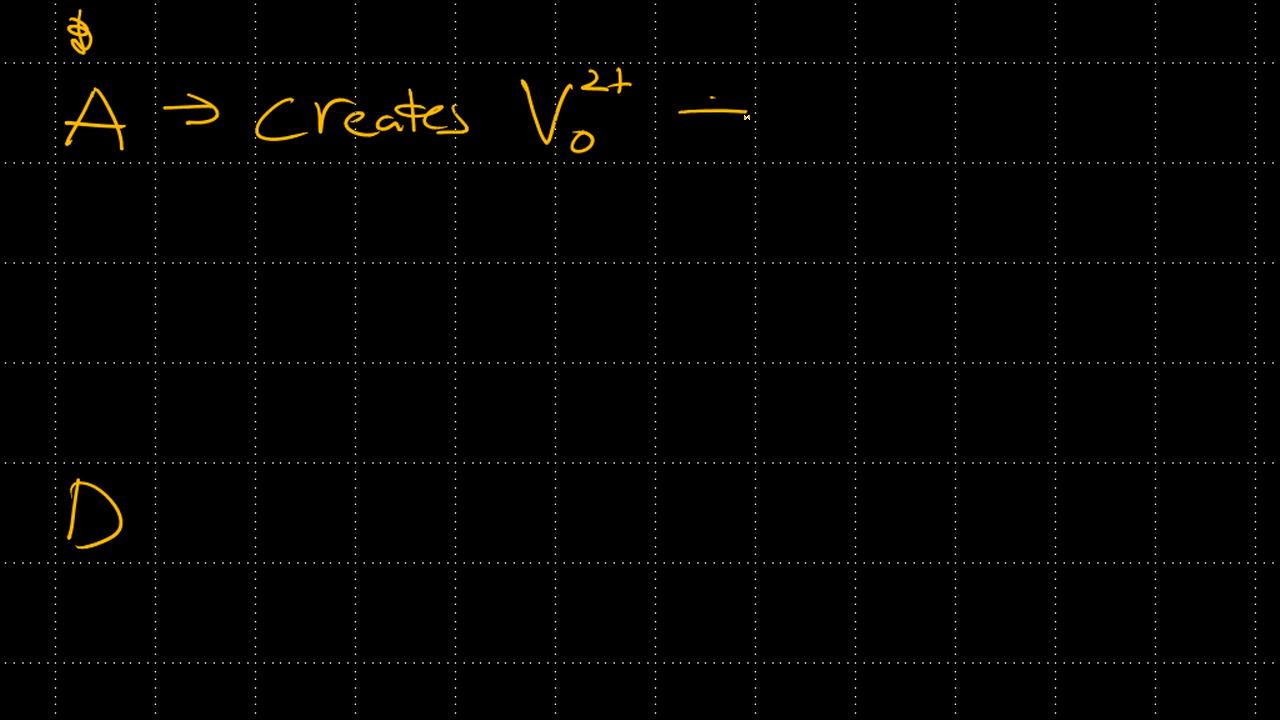 $
A → Creates V₀²⁺ —
D